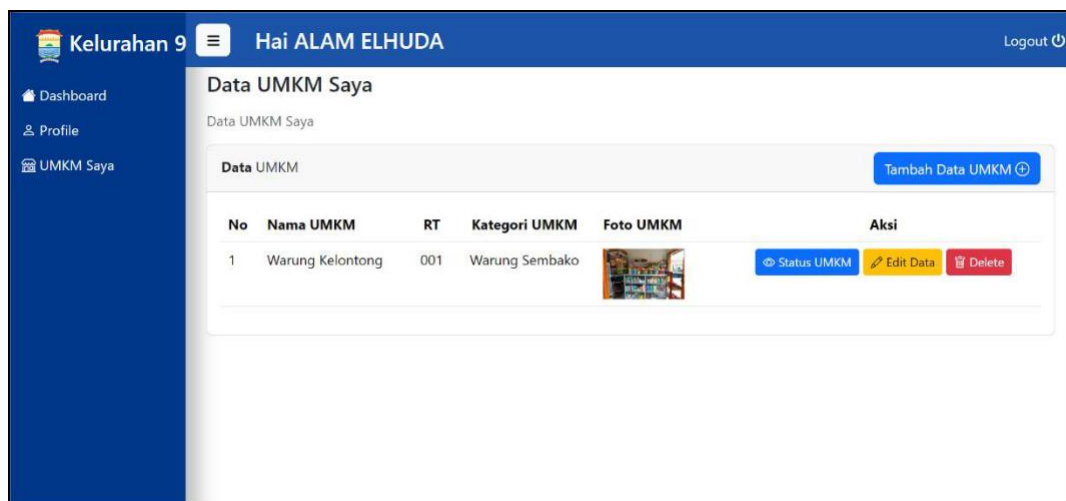 Kelurahan 9
Hai ALAM ELHUDA
Logout
Dashboard
Profile
UMKM Saya
Data UMKM Saya
Data UMKM Saya
Data UMKM
Tambah Data UMKM
No Nama UMKM RT Kategori UMKM Foto UMKM Aksi
1 Warung Kelontong 001 Warung Sembako Status UMKM Edit Data Delete